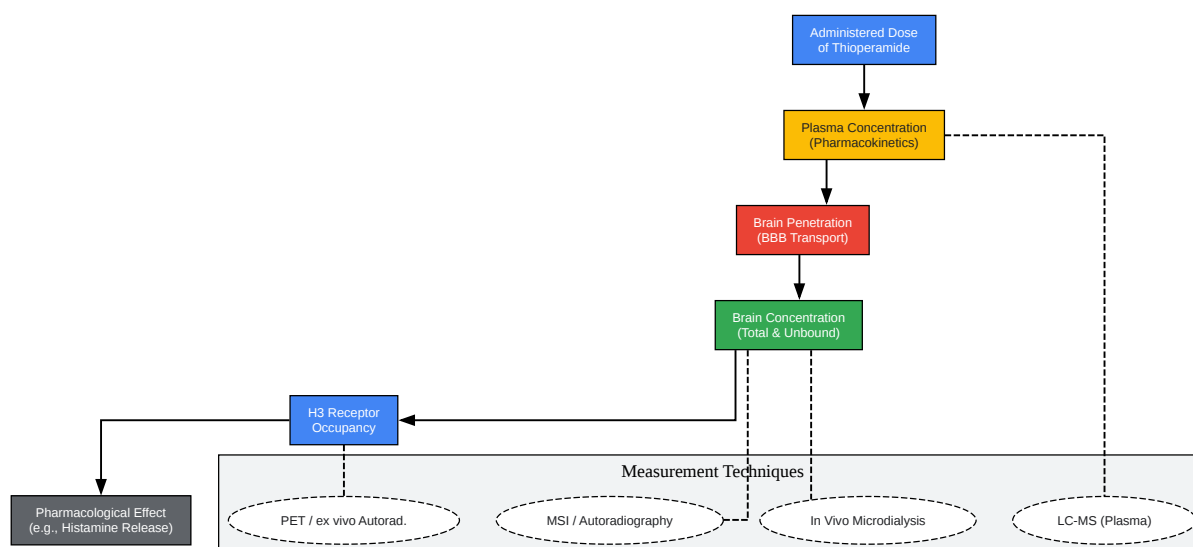 Administered Dose
of Thioperamide
Plasma Concentration
(Pharmacokinetics)
Brain Penetration
(BBB Transport)
Brain Concentration
(Total & Unbound)
H3 Receptor
Occupancy
Measurement Techniques
Pharmacological Effect
(e.g., Histamine Release)
PET / ex vivo Autorad.
MSI / Autoradiography
In Vivo Microdialysis
LC-MS (Plasma)